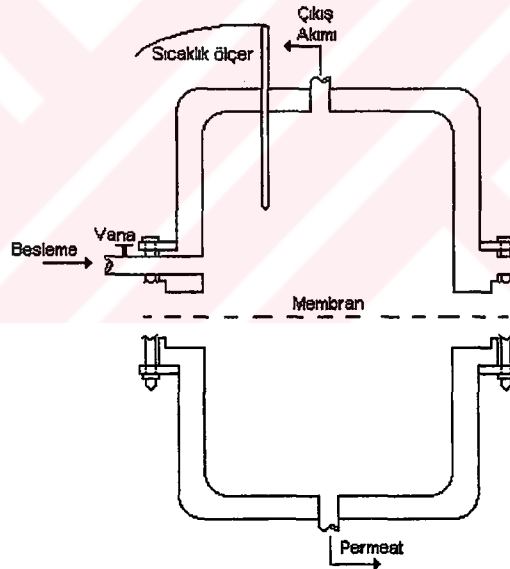 Çıkış
Akımı
Sıcaklık ölçer
Vana
Besleme
Membran
Permeat